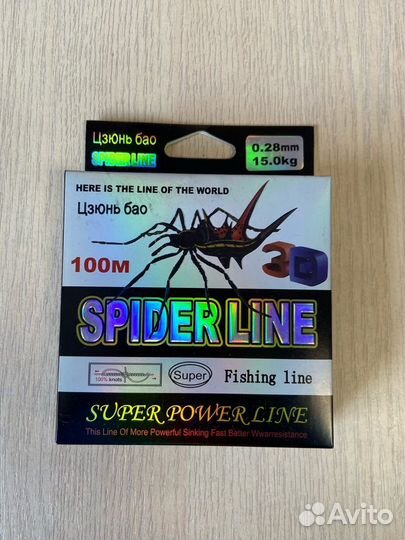 Цзюнь бао
SPIDER LINE
0.28mm
15.0kg
HERE IS THE LINE OF THE WORLD
Цзюнь бао
100M
3D
SPIDER LINE
100% knots
Super
Fishing line
SUPER POWER LINE
This Line Of More Powerful Sinking Fast Better Wwarresistance
Avito